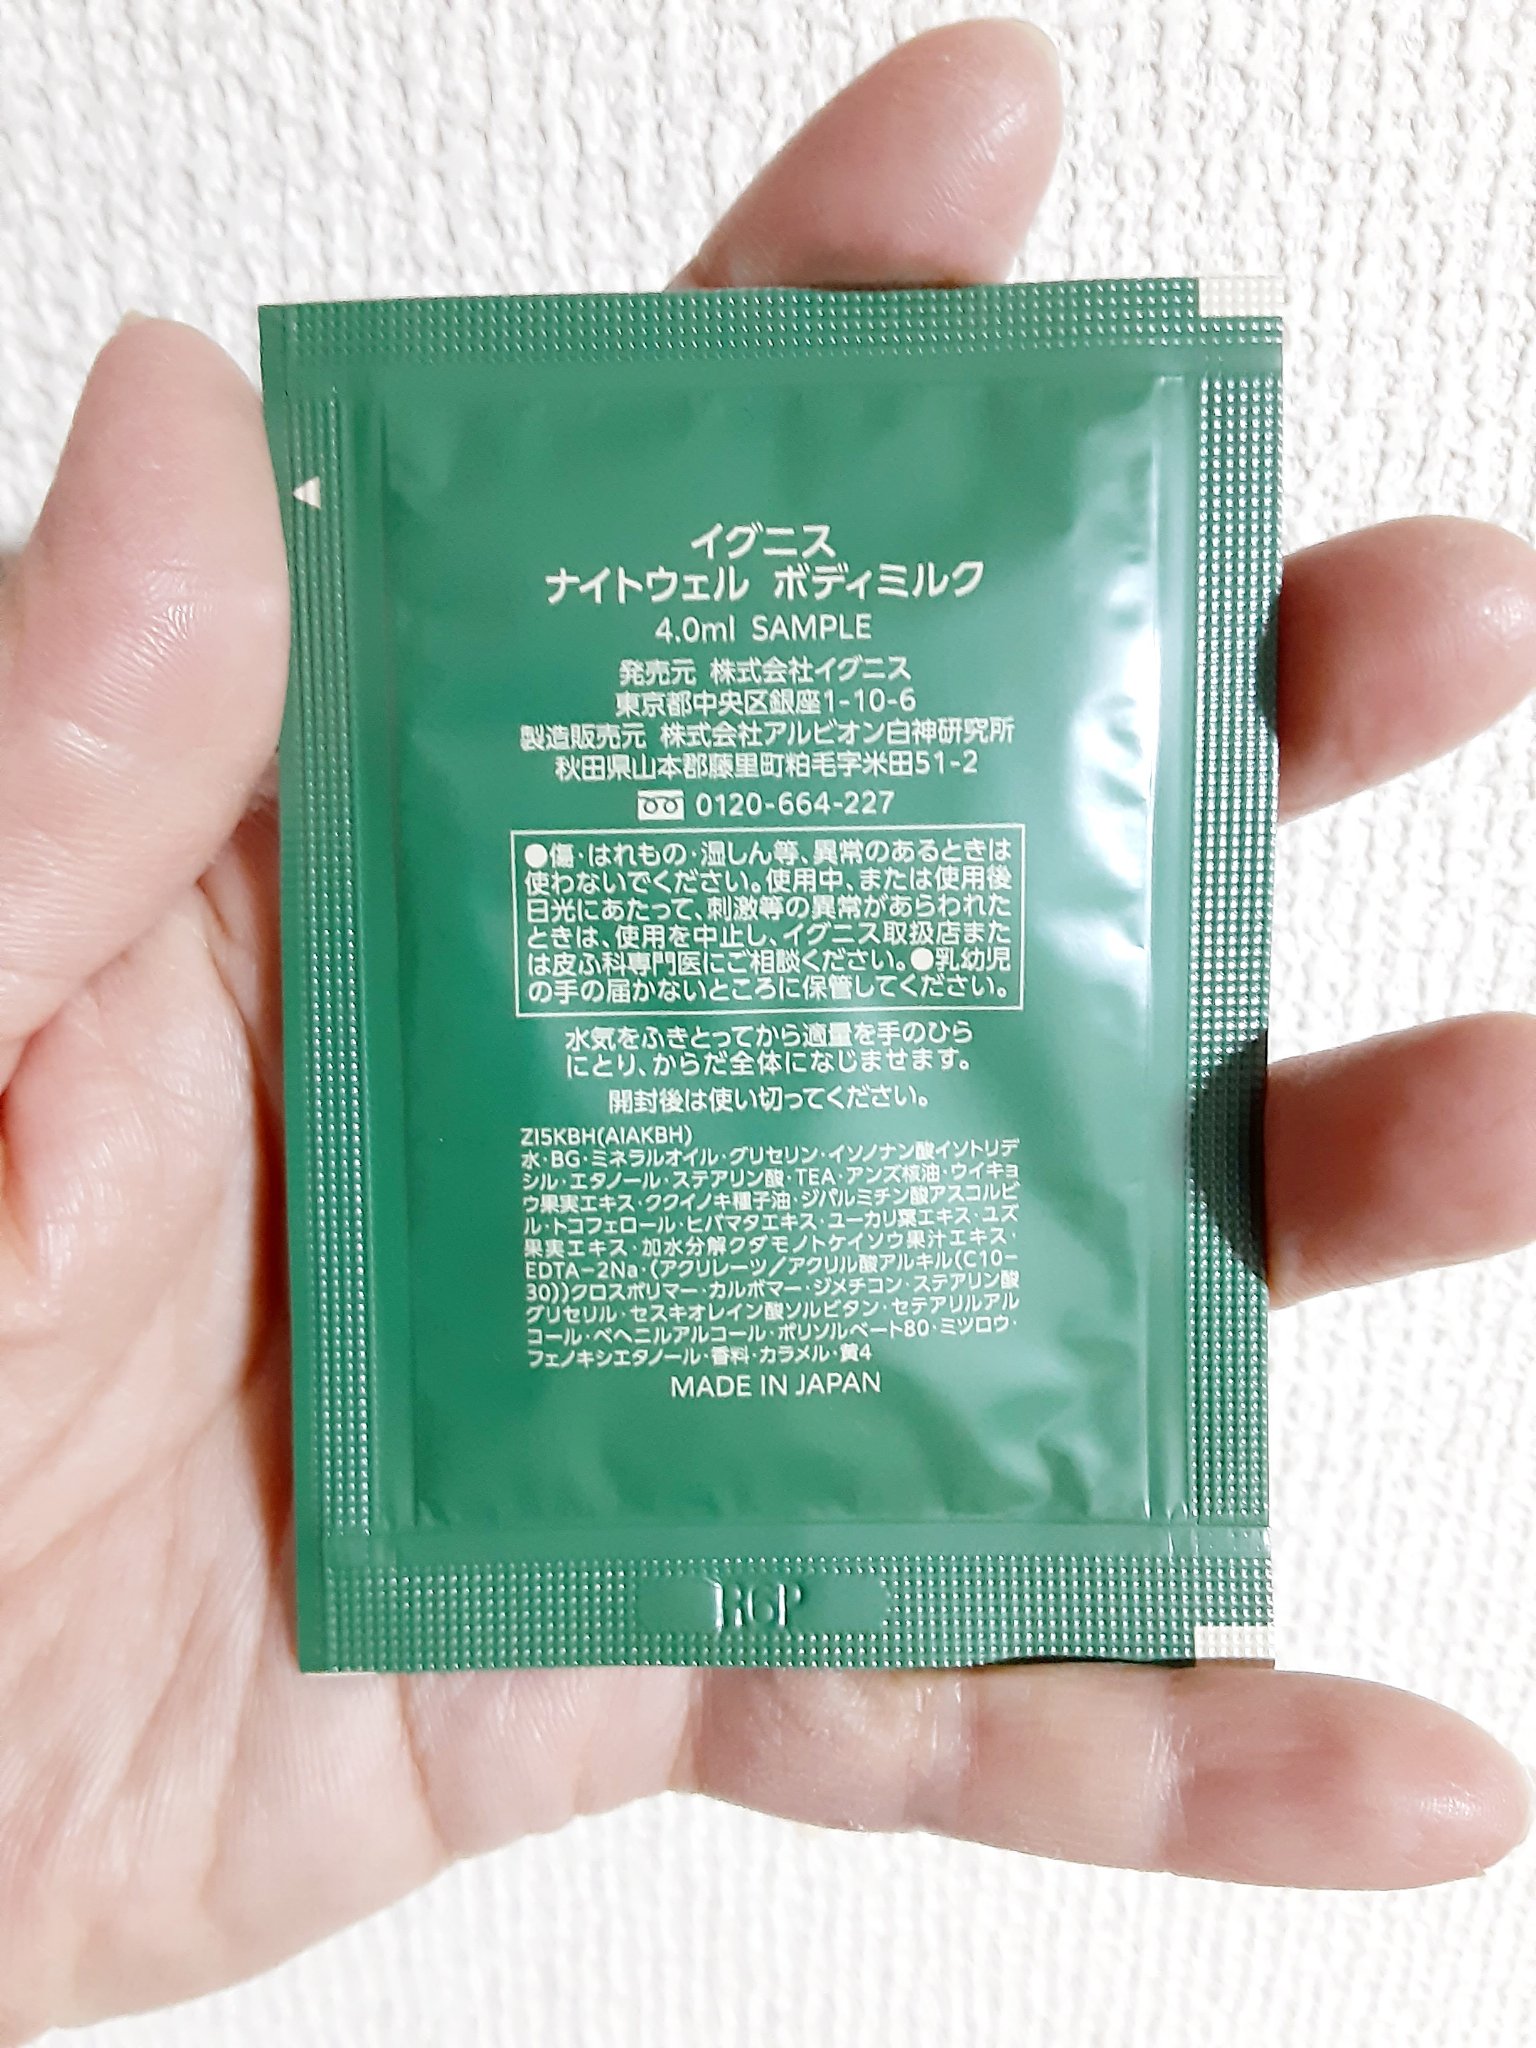 イグニス
ナイトウェル ボディミルク
4.0ml SAMPLE
発売元 株式会社イグニス
東京都中央区銀座1-10-6
製造販売元 株式会社アルビオン白神研究所
秋田県山本郡藤里町粕毛字米田51-2
0120-664-227
●傷・はれもの・湿しん等、異常のあるときは
使わないでください。使用中、または使用後
日光にあたって、刺激等の異常があらわれた
ときは、使用を中止し、イグニス取扱店また
は皮ふ科専門医にご相談ください。●乳幼児
の手の届かないところに保管してください。
水気をふきとってから適量を手のひら
にとり、からだ全体になじませます。
開封後は使い切ってください。
ZI5KBH(AIAKBH)
水・BG・ミネラルオイル・グリセリン・イソノナン酸イソトリデ
シル・エタノール・ステアリン酸・TEA・アンズ核油・ウイキョ
ウ果実エキス・ククイノキ種子油・ジパルミチン酸アスコルビ
ル・トコフェロール・ヒバマタエキス・ユーカリ葉エキス・ユズ
果実エキス・加水分解クダモノトケイソウ果汁エキス・
EDTA-2Na・(アクリレーツ/アクリル酸アルキル(C10-
30))クロスポリマー・カルボマー・ジメチコン・ステアリン酸
グリセリル・セスキオレイン酸ソルビタン・セテアリルアル
コール・ベヘニルアルコール・ポリソルベート80・ミツロウ・
フェノキシエタノール・香料・カラメル・黄4
MADE IN JAPAN
R6P